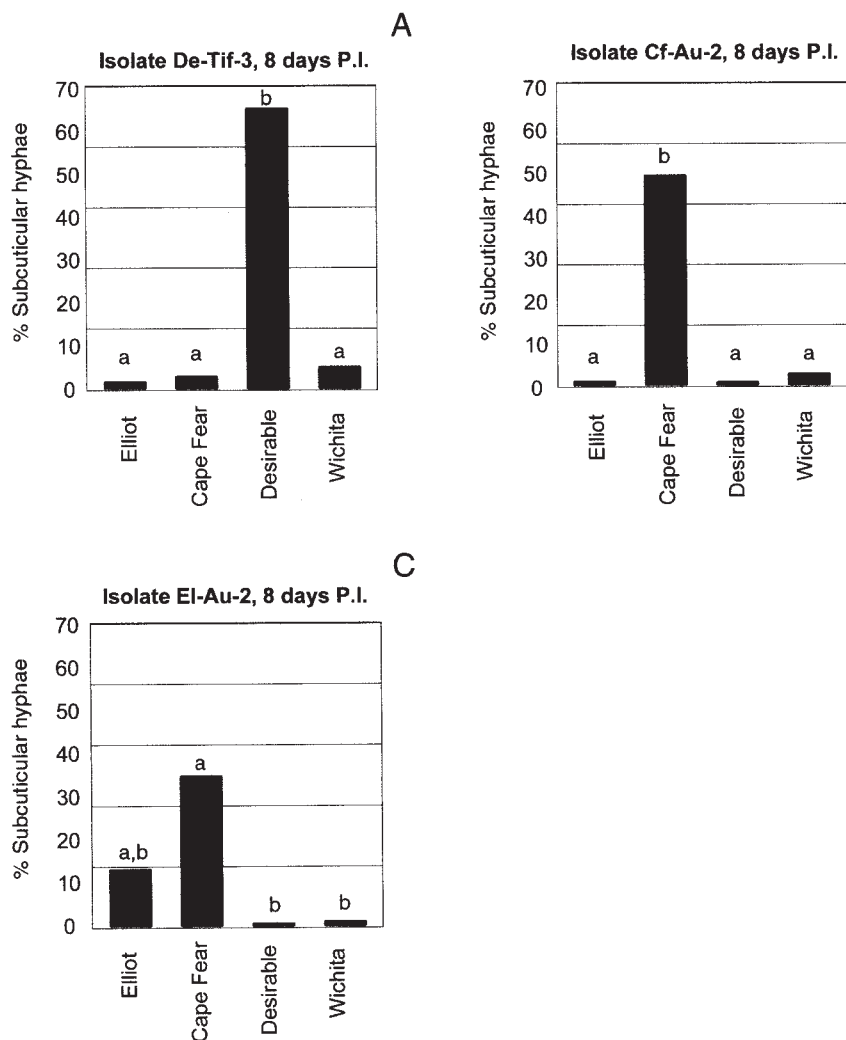 A
Isolate De-Tif-3, 8 days P.I.
% Subcuticular hyphae
70
60
50
40
30
20
10
0
a
a
b
a
Elliot
Cape Fear
Desirable
Wichita
Isolate Cf-Au-2, 8 days P.I.
% Subcuticular hyphae
70
60
50
40
30
20
10
0
a
b
a
a
Elliot
Cape Fear
Desirable
Wichita
C
Isolate El-Au-2, 8 days P.I.
% Subcuticular hyphae
70
60
50
40
30
20
10
0
a,b
a
b
b
Elliot
Cape Fear
Desirable
Wichita